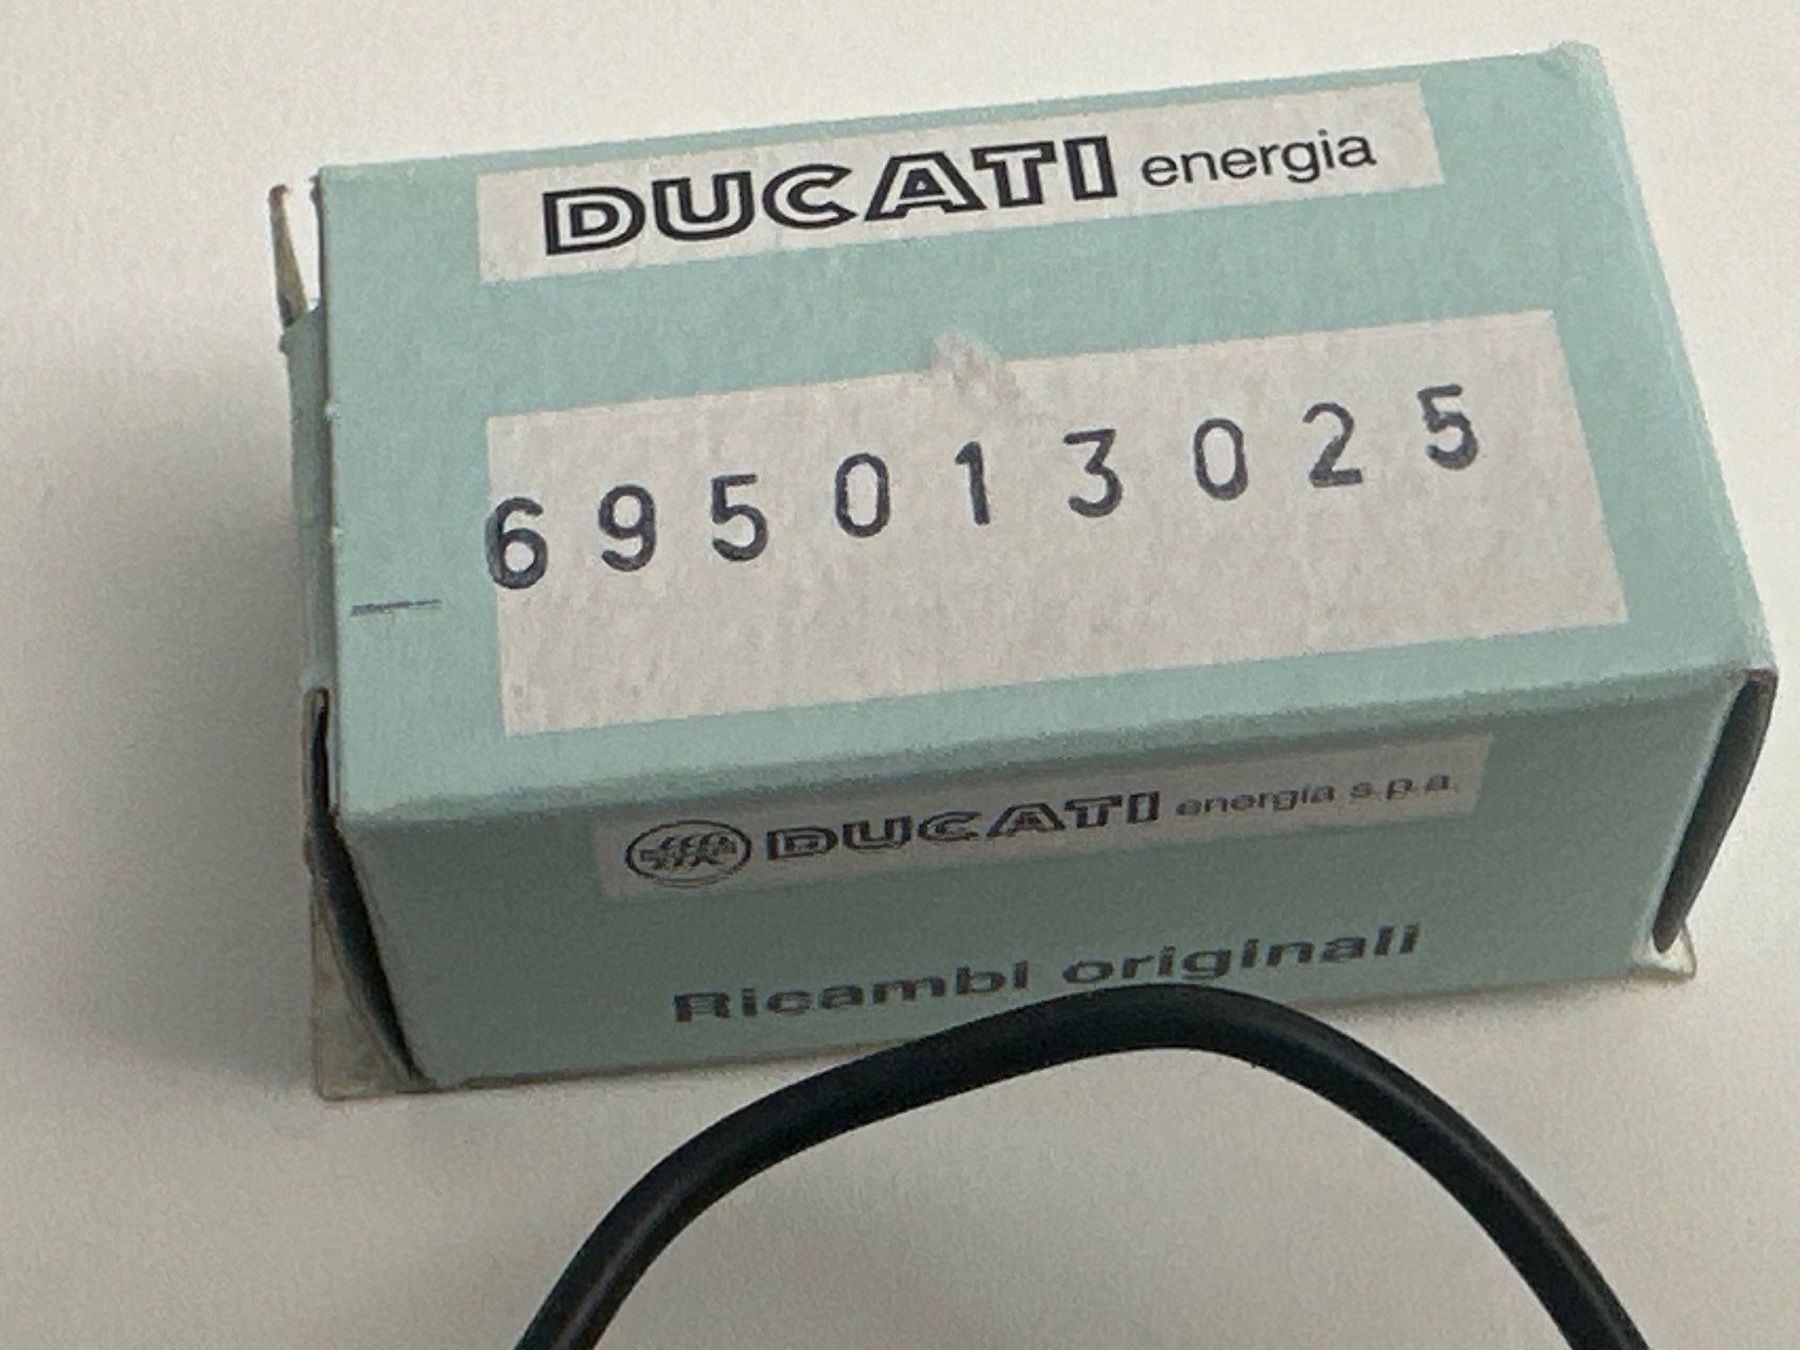 DUCATI energia
695013025
DUCATI energia s.p.a.
Ricambi originali